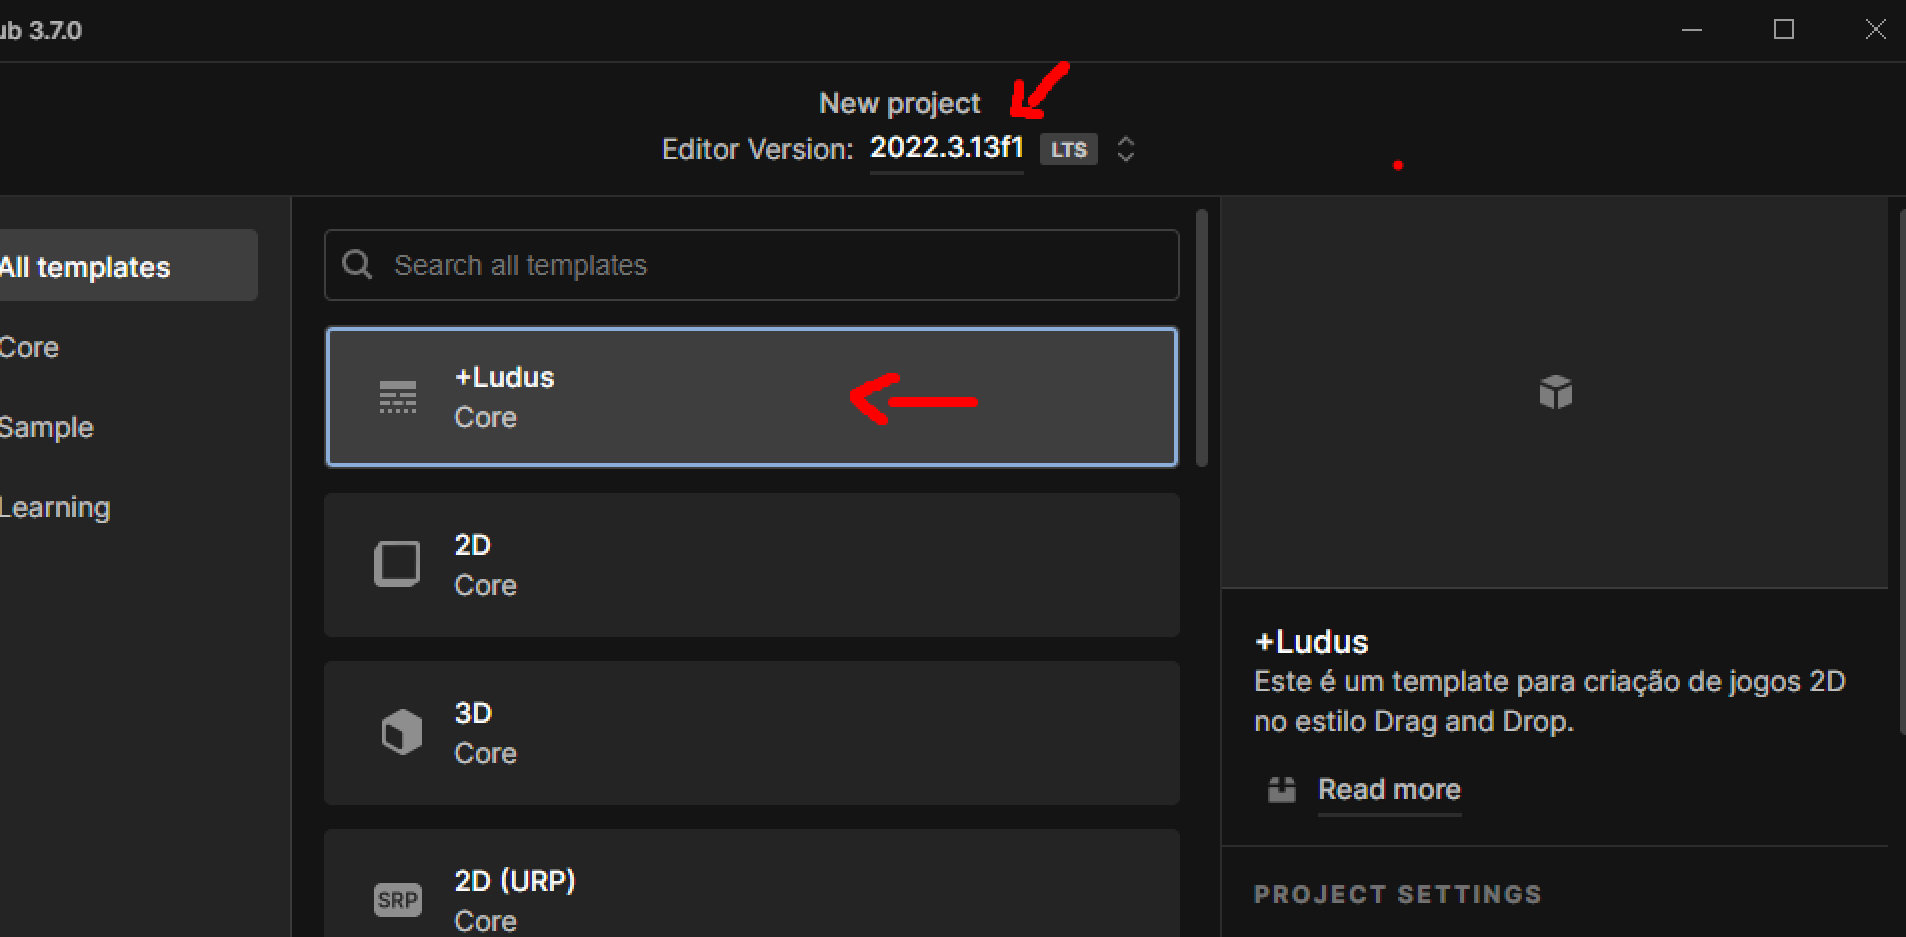 ub 3.7.0
New project
Editor Version: 2022.3.13f1 LTS
All templates
Core
Sample
Learning
Search all templates
+Ludus
Core
2D
Core
3D
Core
SRP
2D (URP)
Core
+Ludus
Este é um template para criação de jogos 2D
no estilo Drag and Drop.
Read more
PROJECT SETTINGS